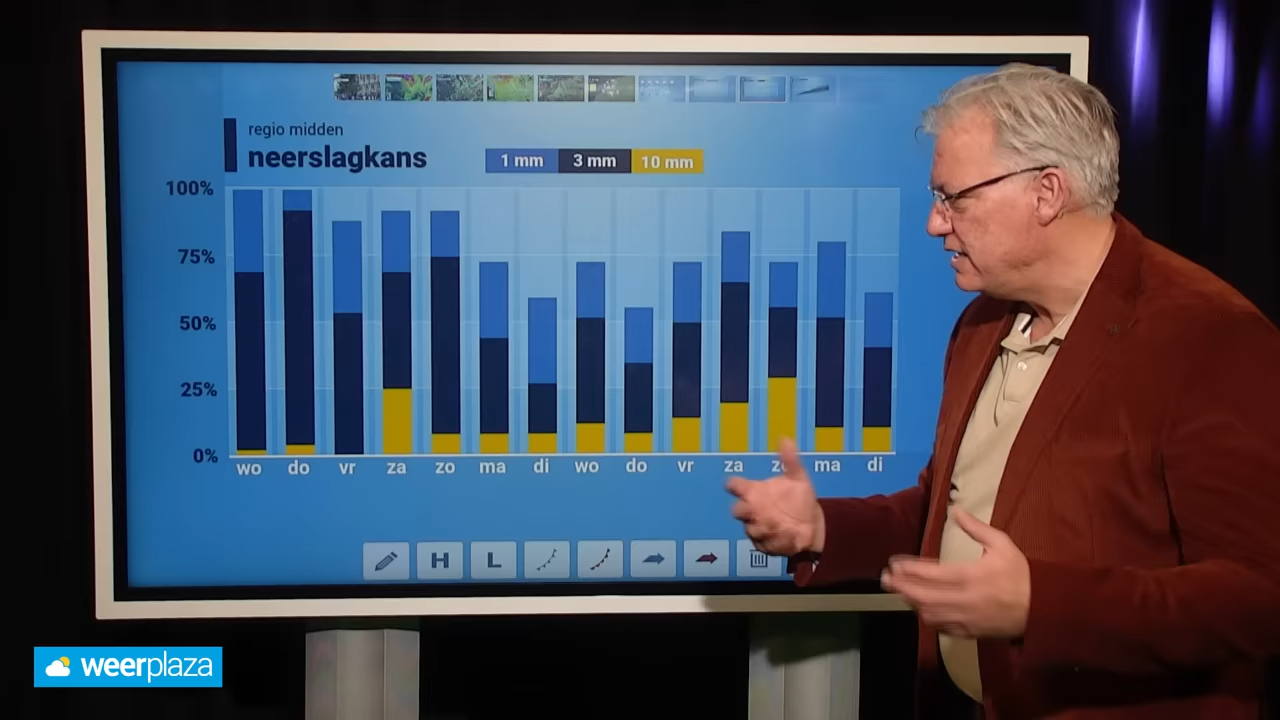 regio midden
neerslagkans
1 mm 3 mm 10 mm
100%
75%
50%
25%
0%
wo do vr za zo ma di wo do vr za zo ma di
H L
weerplaza